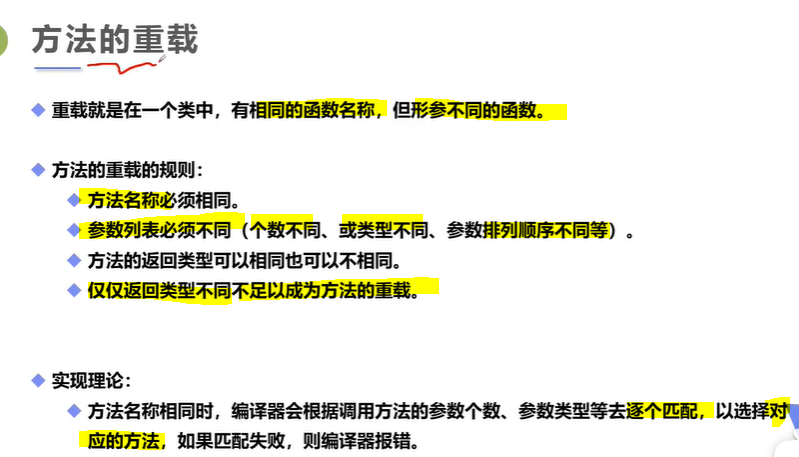 方法的重载
重载就是在一个类中，有相同的函数名称，但形参不同的函数。
方法的重载的规则：
方法名称必须相同。
参数列表必须不同（个数不同、或类型不同、参数排列顺序不同等）。
方法的返回类型可以相同也可以不相同。
仅仅返回类型不同不足以成为方法的重载。
实现理论：
方法名称相同时，编译器会根据调用方法的参数个数、参数类型等去逐个匹配，以选择对
应的方法，如果匹配失败，则编译器报错。